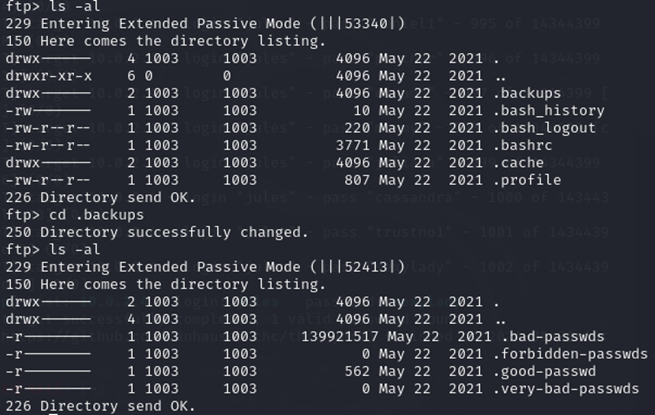 ftp> ls -al
229 Entering Extended Passive Mode (|||53340|)
150 Here comes the directory listing.
drwx------    4 1003     1003         4096 May 22  2021 .
drwxr-xr-x    6 0        0            4096 May 22  2021 ..
drwx------    2 1003     1003         4096 May 22  2021 .backups
-rw-------    1 1003     1003           10 May 22  2021 .bash_history
-rw-r--r--    1 1003     1003          220 May 22  2021 .bash_logout
-rw-r--r--    1 1003     1003         3771 May 22  2021 .bashrc
drwx------    2 1003     1003         4096 May 22  2021 .cache
-rw-r--r--    1 1003     1003          807 May 22  2021 .profile
226 Directory send OK.
ftp> cd .backups
250 Directory successfully changed.
ftp> ls -al
229 Entering Extended Passive Mode (|||52413|)
150 Here comes the directory listing.
drwx------    2 1003     1003         4096 May 22  2021 .
drwx------    4 1003     1003         4096 May 22  2021 ..
-r--------    1 1003     1003     139921517 May 22  2021 .bad-passwds
-r--------    1 1003     1003            0 May 22  2021 .forbidden-passwds
-r--------    1 1003     1003          562 May 22  2021 .good-passwd
-r--------    1 1003     1003            0 May 22  2021 .very-bad-passwds
226 Directory send OK.